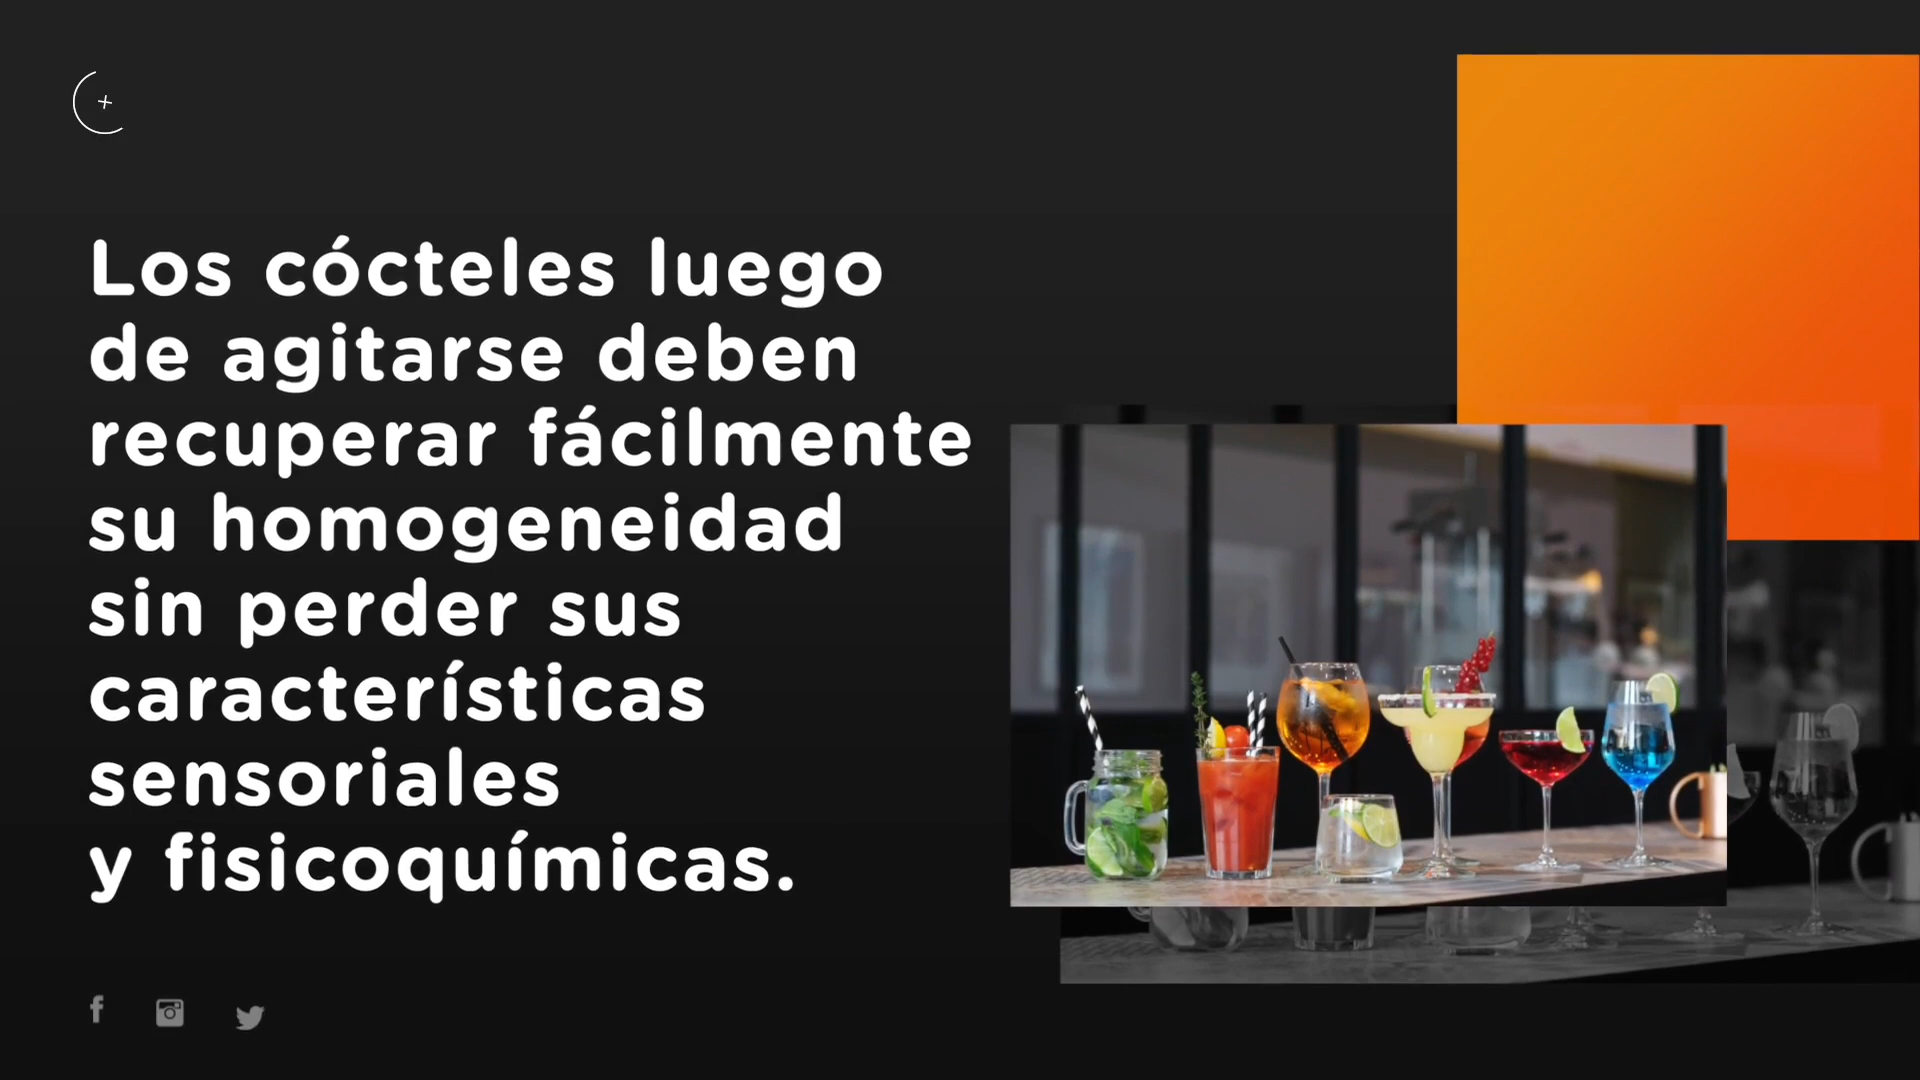 Los cócteles luego
de agitarse deben
recuperar fácilmente
su homogeneidad
sin perder sus
características
sensoriales
y fisicoquímicas.